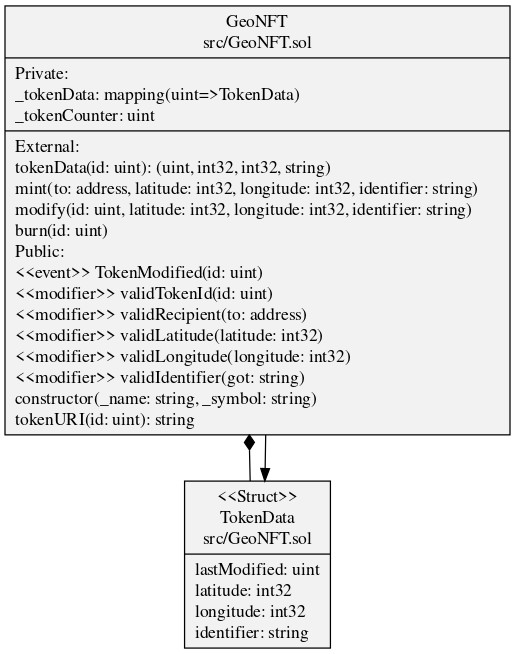 GeoNFT
src/GeoNFT.sol
Private:
_tokenData: mapping(uint=>TokenData)
_tokenCounter: uint
External:
tokenData(id: uint): (uint, int32, int32, string)
mint(to: address, latitude: int32, longitude: int32, identifier: string)
modify(id: uint, latitude: int32, longitude: int32, identifier: string)
burn(id: uint)
Public:
<<event>> TokenModified(id: uint)
<<modifier>> validTokenId(id: uint)
<<modifier>> validRecipient(to: address)
<<modifier>> validLatitude(latitude: int32)
<<modifier>> validLongitude(longitude: int32)
<<modifier>> validIdentifier(got: string)
constructor(_name: string, _symbol: string)
tokenURI(id: uint): string
<<Struct>>
TokenData
src/GeoNFT.sol
lastModified: uint
latitude: int32
longitude: int32
identifier: string